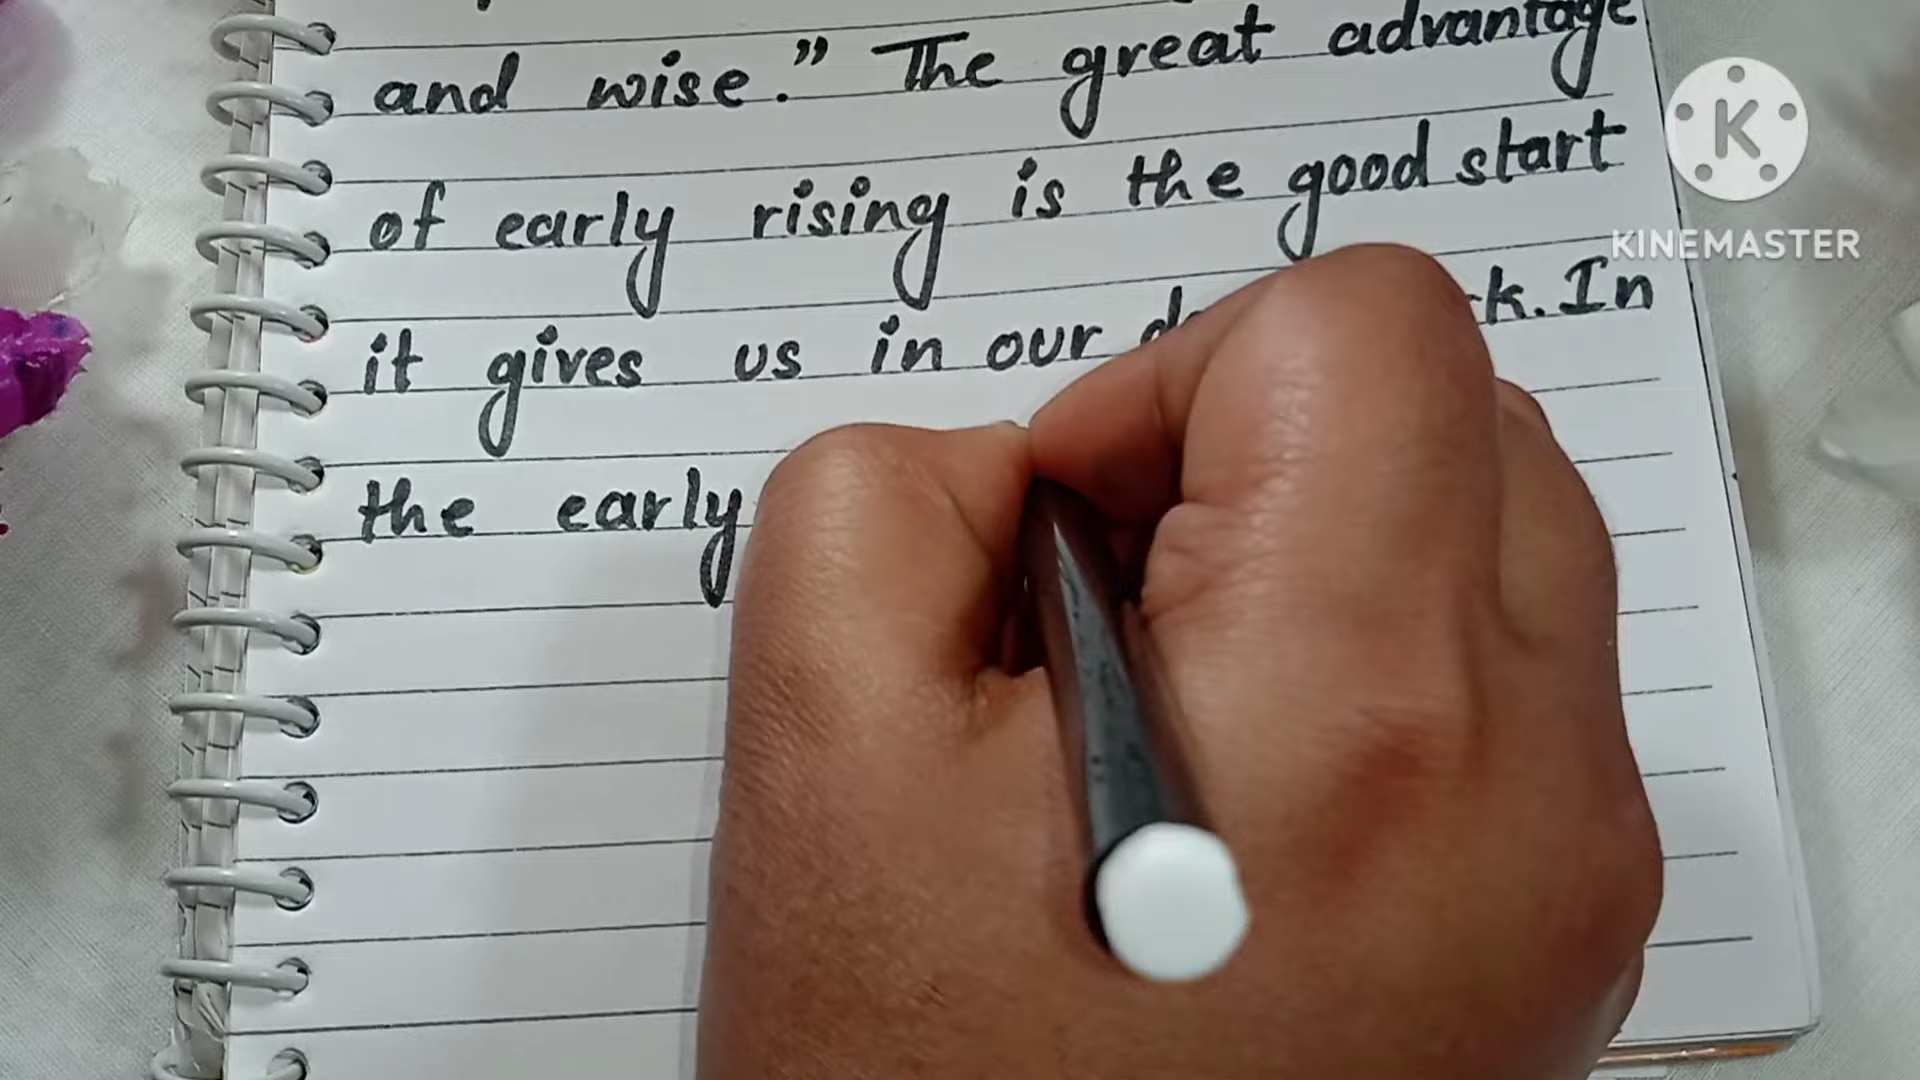 and wise." The great advantage
of early rising is the good start
it gives us in our In
the early
K
KINEMASTER